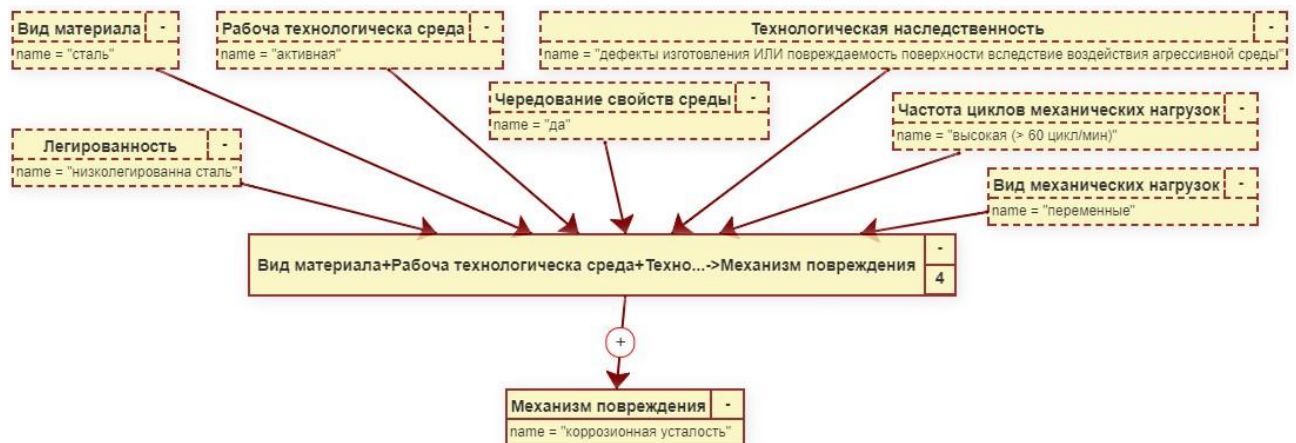 Вид материала -
name = "сталь"
Рабоча технологическа среда -
name = "активная"
Технологическая наследственность -
name = "дефекты изготовления ИЛИ повреждаемость поверхности вследствие воздействия агрессивной среды"
Чередование свойств среды -
name = "да"
Частота циклов механических нагрузок -
name = "высокая (> 60 цикл/мин)"
Легированность -
name = "низколегированна сталь"
Вид механических нагрузок -
name = "переменные"
Вид материала+Рабоча технологическа среда+Техно...->Механизм повреждения -
4
+
Механизм повреждения -
name = "коррозионная усталость"